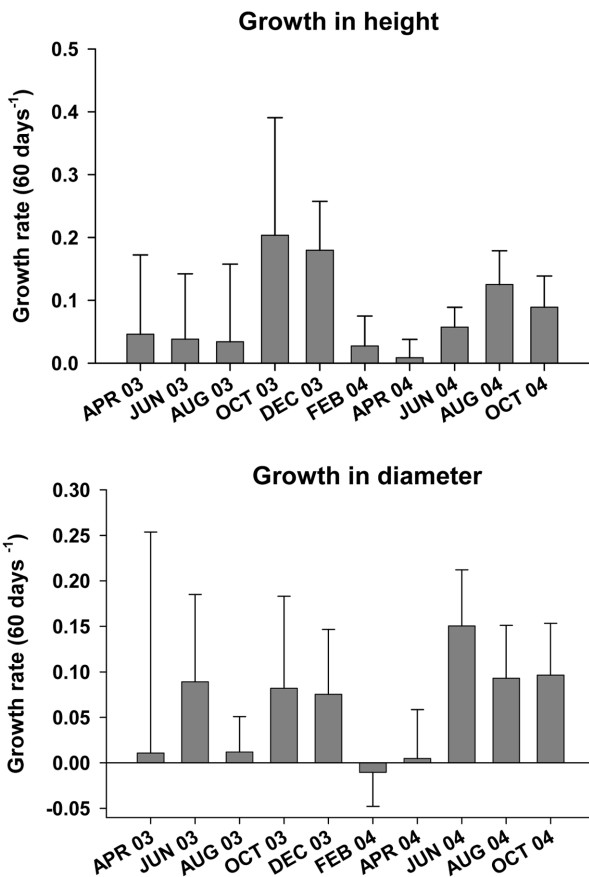 Growth in height
Growth rate (60 days⁻¹)
0.5
0.4
0.3
0.2
0.1
0.0
APR 03 JUN 03 AUG 03 OCT 03 DEC 03 FEB 04 APR 04 JUN 04 AUG 04 OCT 04
Growth in diameter
Growth rate (60 days ⁻¹)
0.30
0.25
0.20
0.15
0.10
0.05
0.00
-0.05
APR 03 JUN 03 AUG 03 OCT 03 DEC 03 FEB 04 APR 04 JUN 04 AUG 04 OCT 04